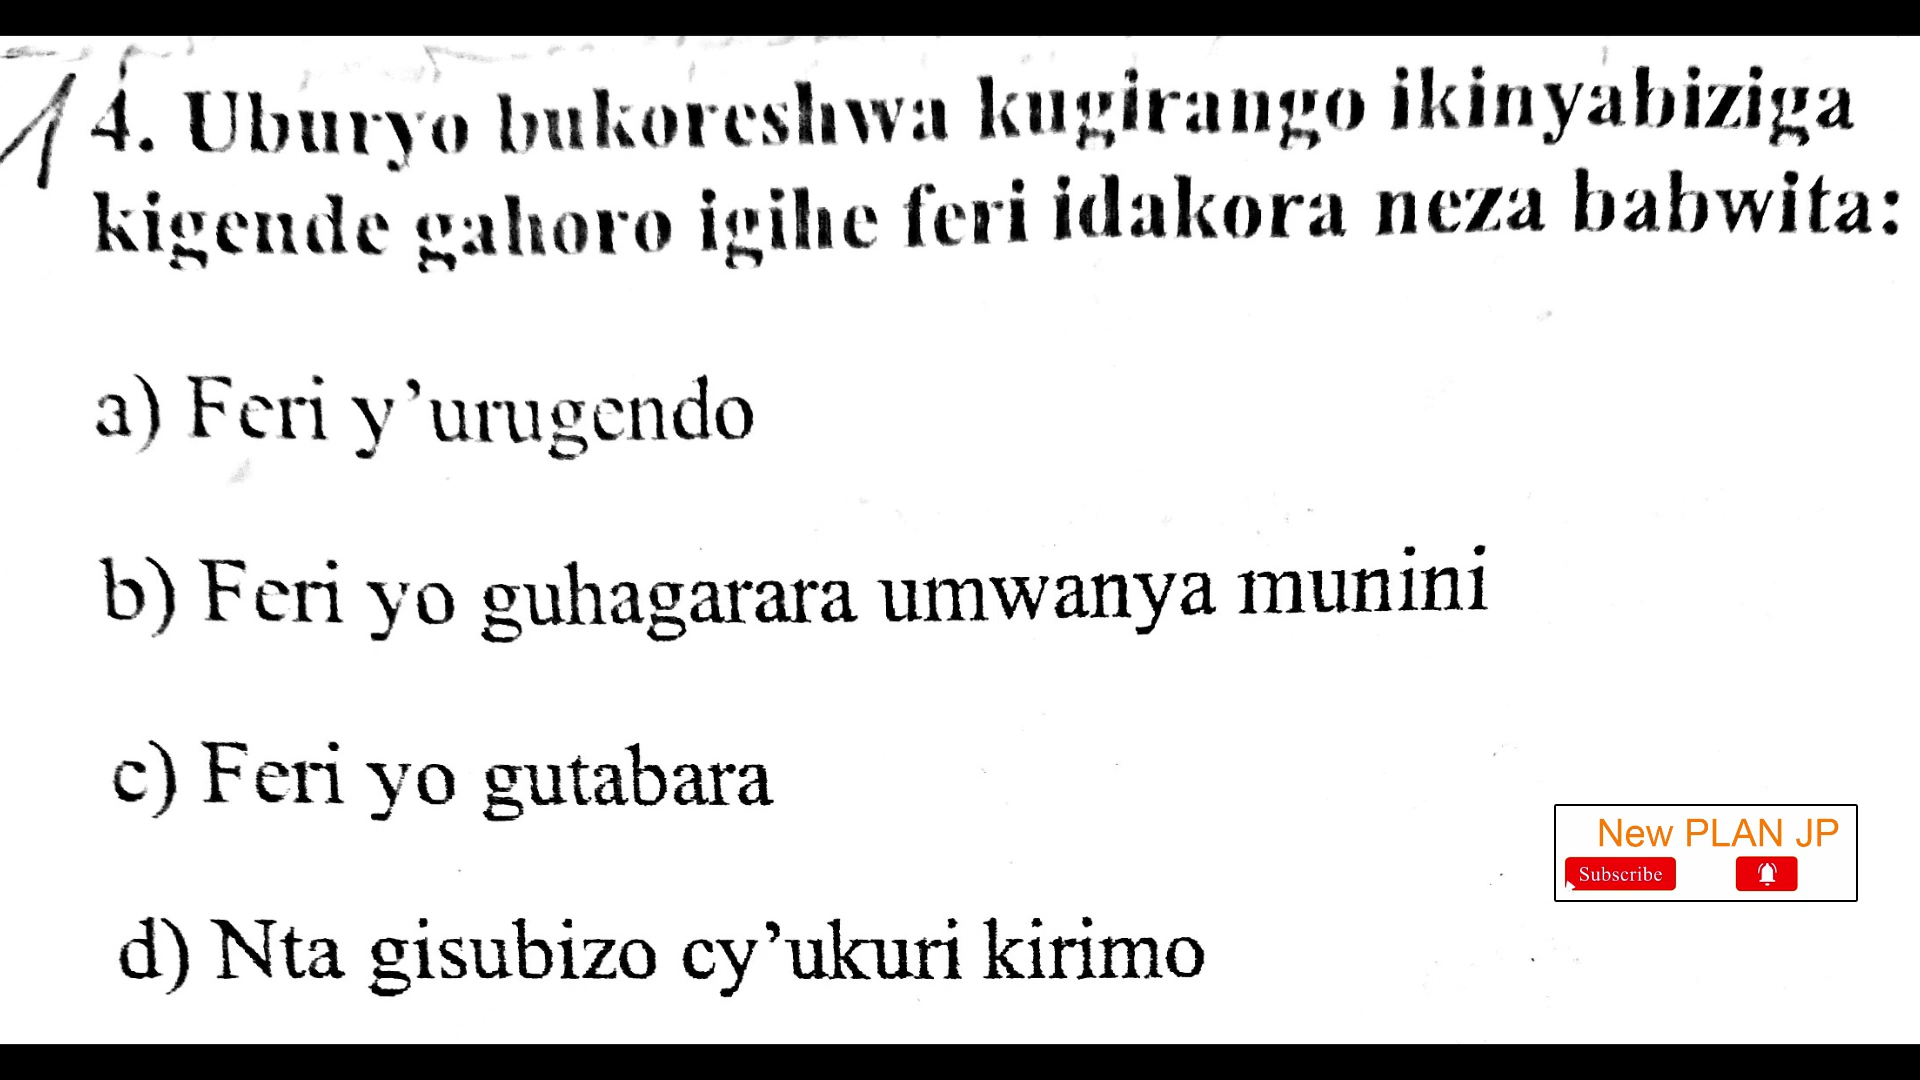 14. Uburyo bukoreshwa kugirango ikinyabiziga
kigende gahoro igihe feri idakora neza babwita:
a) Feri y’urugendo
b) Feri yo guhagarara umwanya munini
c) Feri yo gutabara
d) Nta gisubizo cy’ukuri kirimo
New PLAN JP
Subscribe